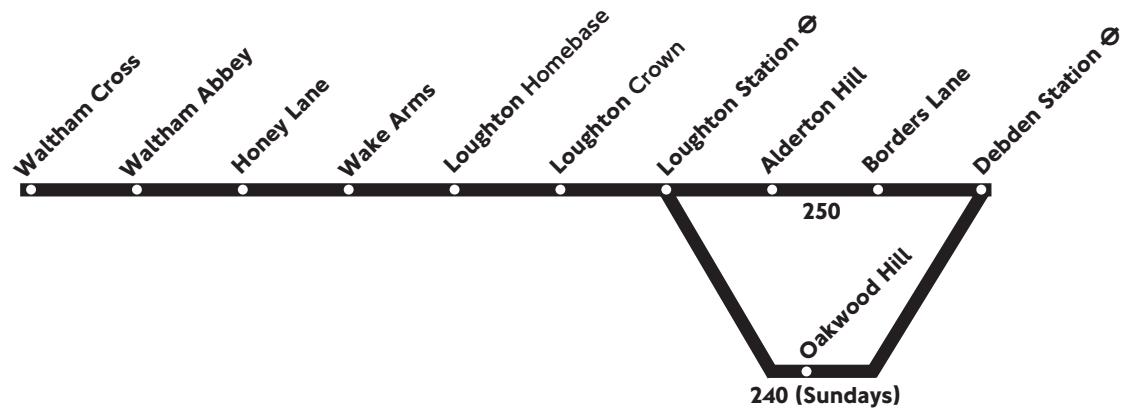 Waltham Cross
Waltham Abbey
Honey Lane
Wake Arms
Loughton Homebase
Loughton Crown
Loughton Station
Alderton Hill
Borders Lane
Debden Station
250
Oakwood Hill
240 (Sundays)